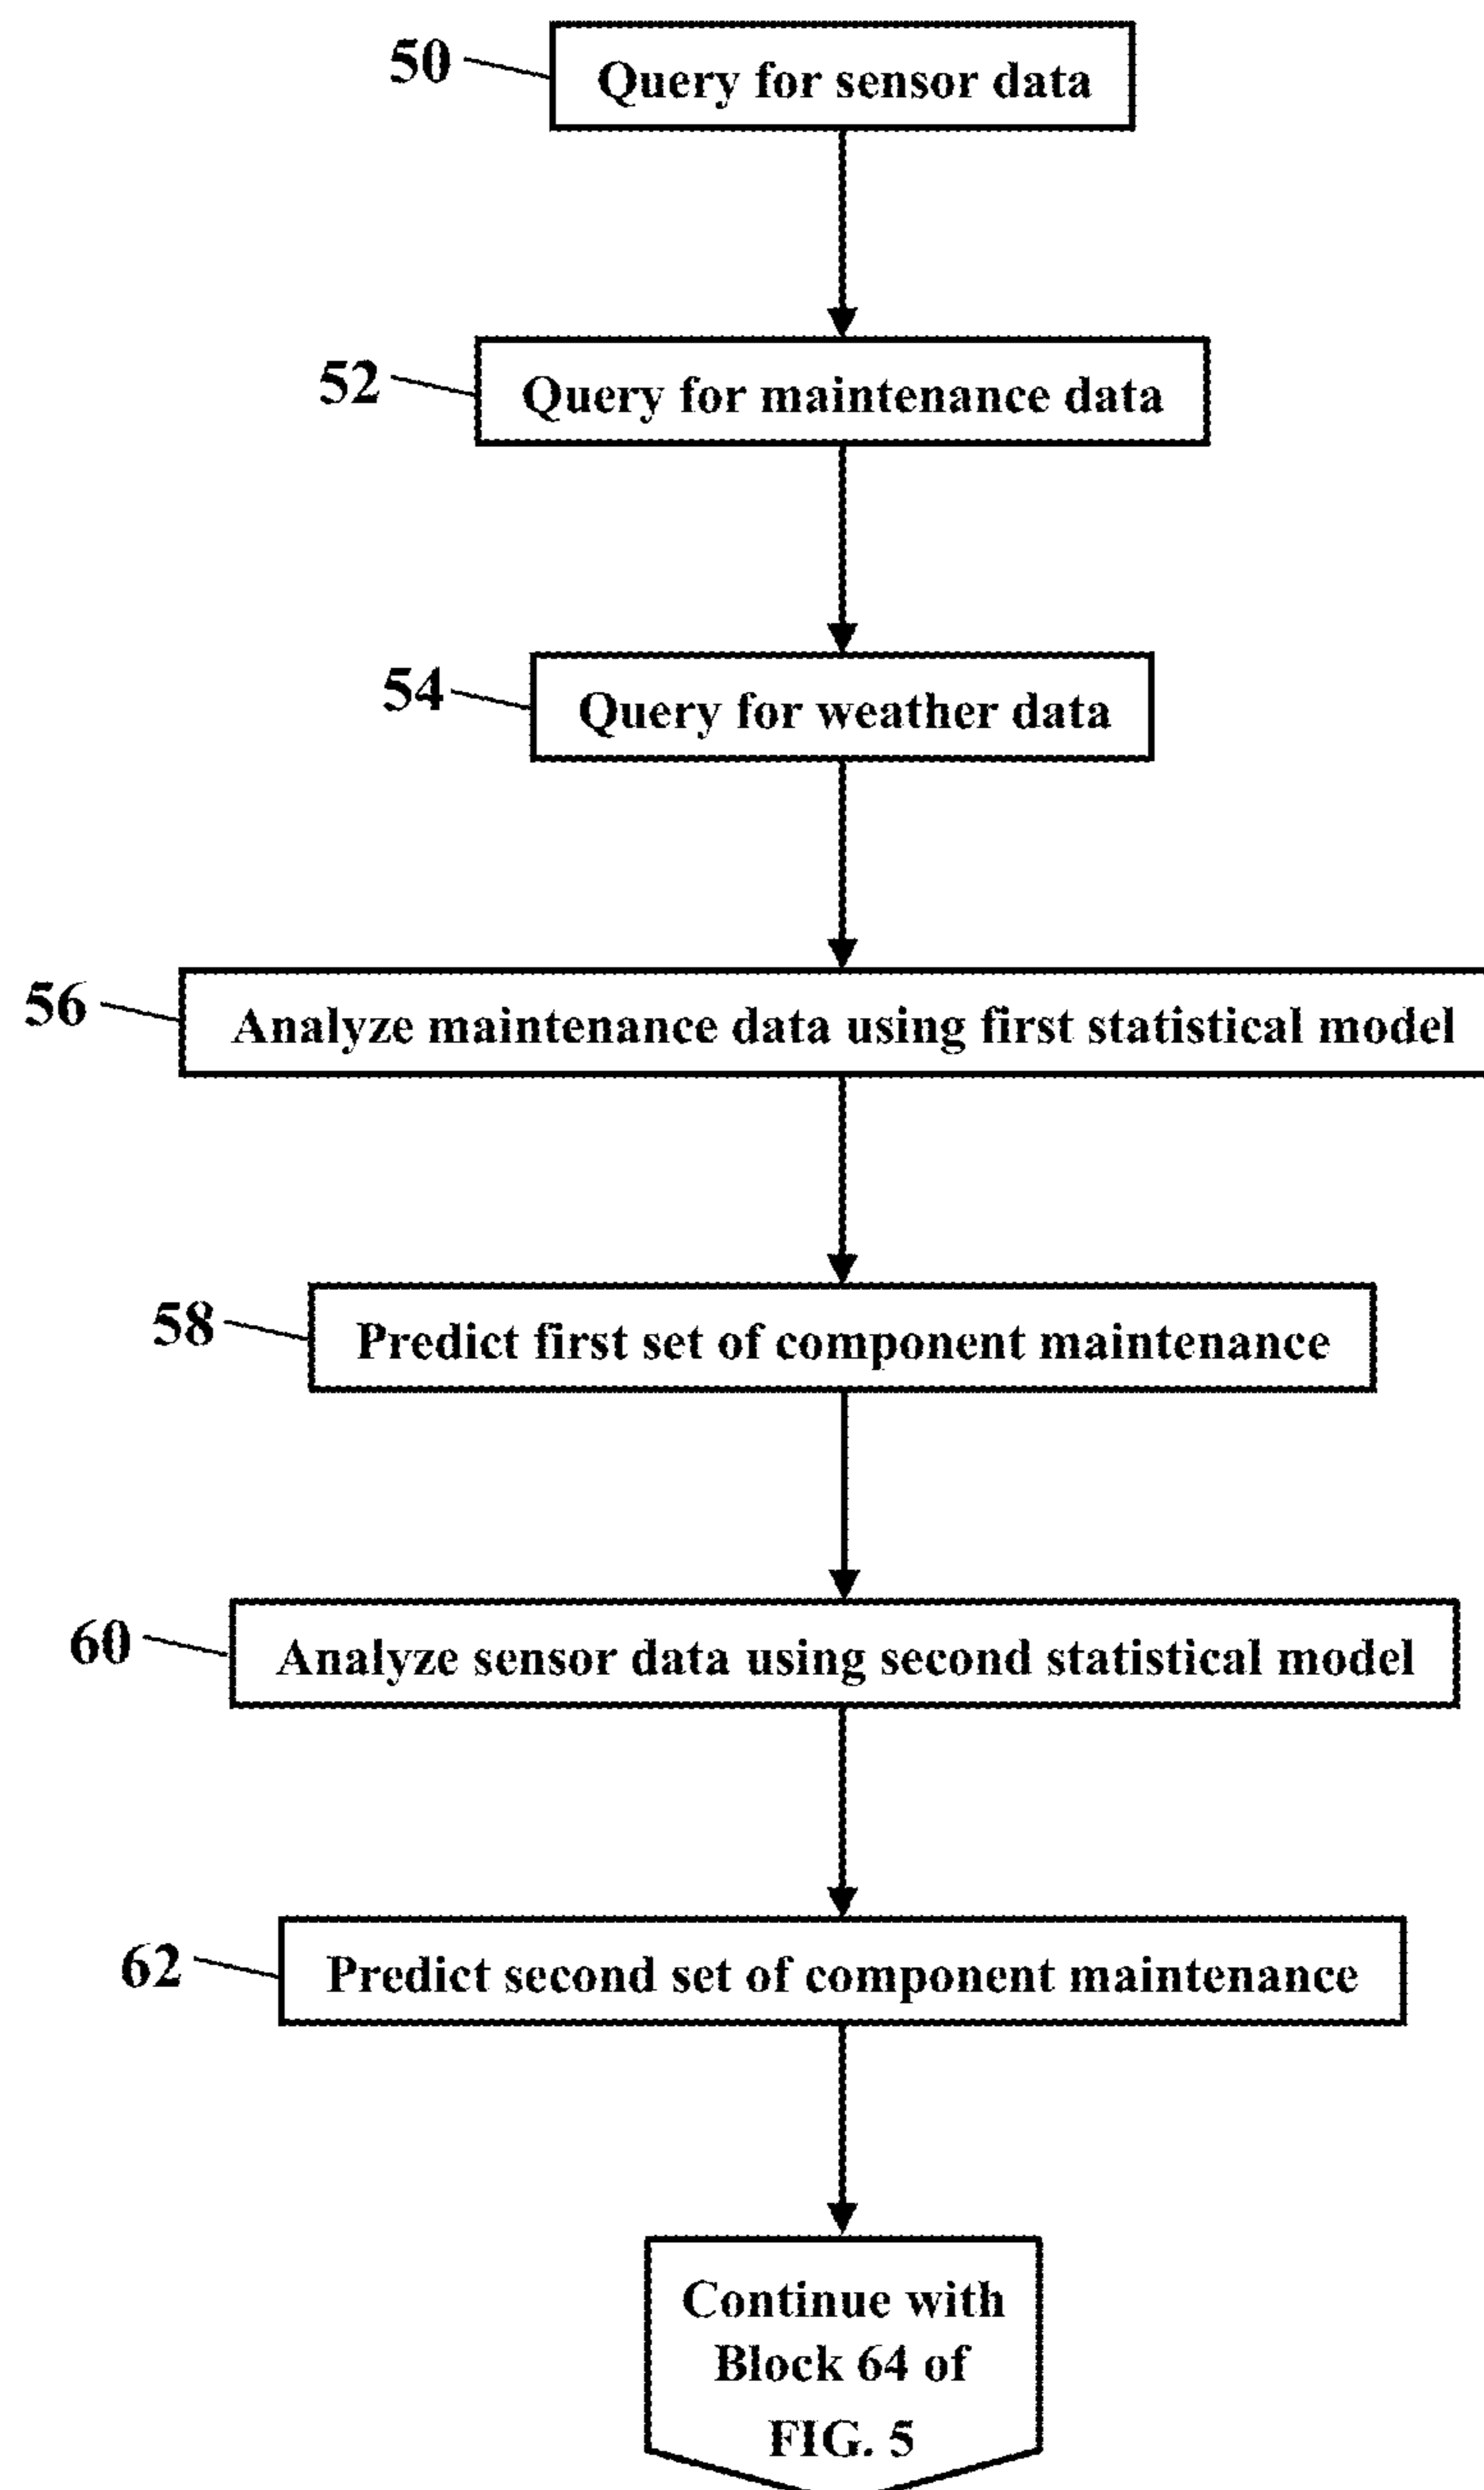 50
Query for sensor data
52
Query for maintenance data
54
Query for weather data
56
Analyze maintenance data using first statistical model
58
Predict first set of component maintenance
60
Analyze sensor data using second statistical model
62
Predict second set of component maintenance
Continue with
Block 64 of
FIG. 5